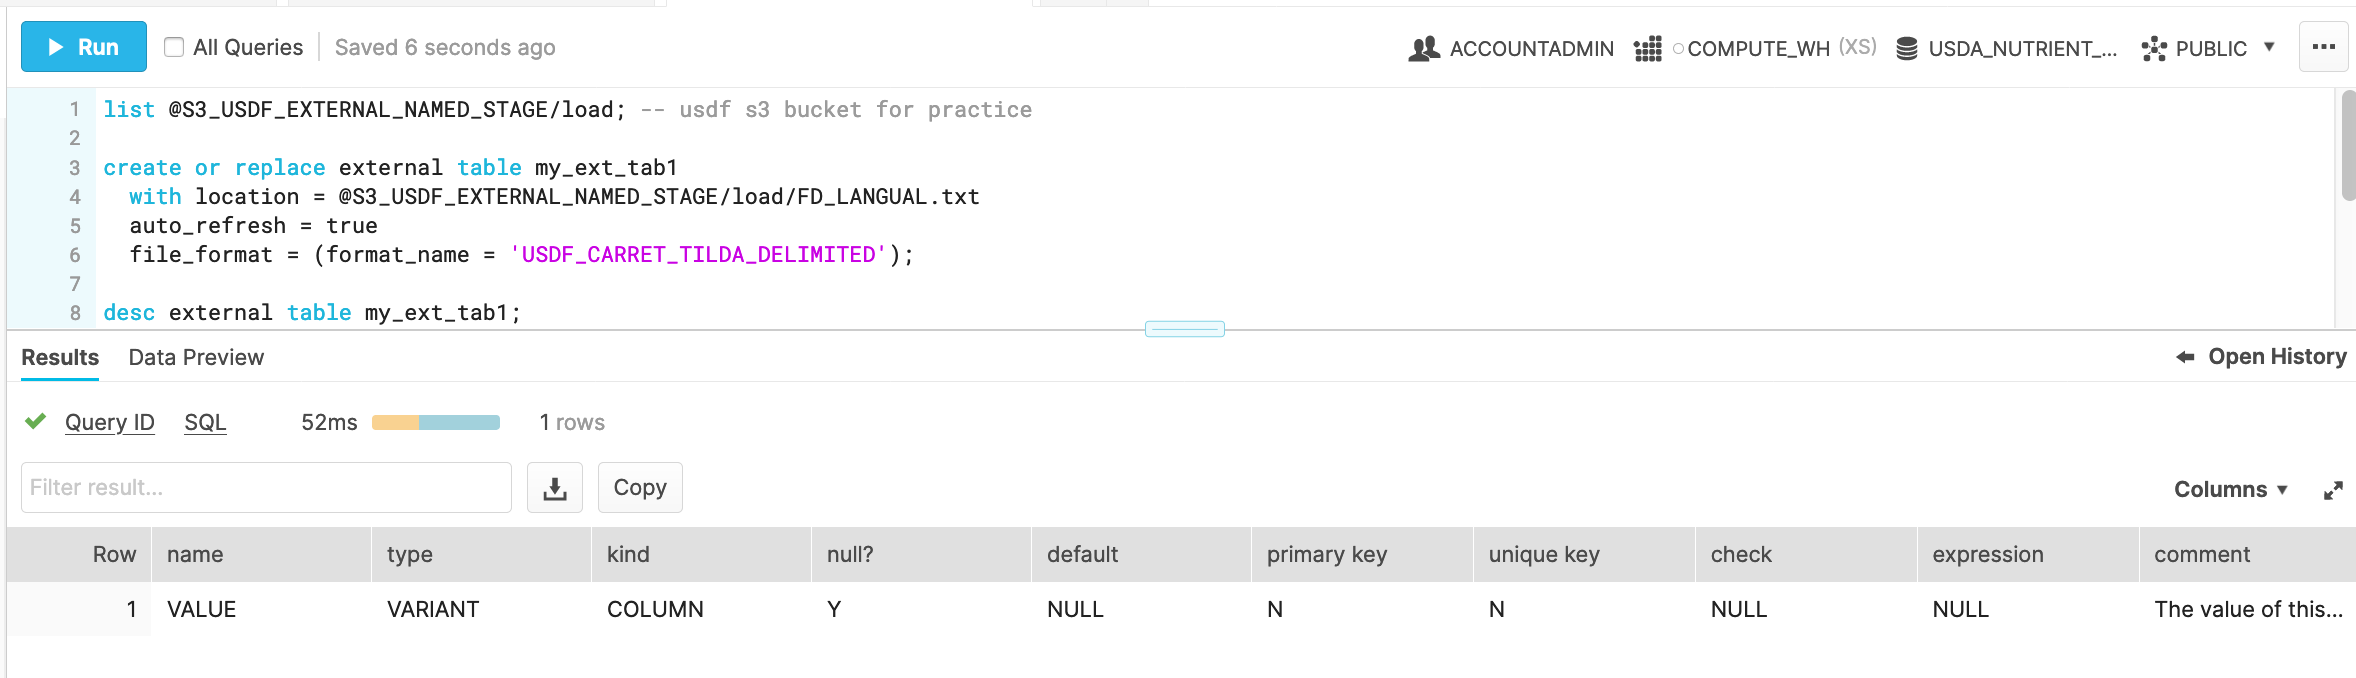 Run All Queries Saved 6 seconds ago ACCOUNTADMIN COMPUTE_WH (XS) USDA_NUTRIENT_... PUBLIC ...
1 list @S3_USDF_EXTERNAL_NAMED_STAGE/load; -- usdf s3 bucket for practice
2
3 create or replace external table my_ext_tab1
4 with location = @S3_USDF_EXTERNAL_NAMED_STAGE/load/FD_LANGUAL.txt
5 auto_refresh = true
6 file_format = (format_name = 'USDF_CARRET_TILDA_DELIMITED');
7
8 desc external table my_ext_tab1;
Results Data Preview Open History
Query ID SQL 52ms 1 rows
Filter result... Copy Columns
Row name type kind null? default primary key unique key check expression comment
1 VALUE VARIANT COLUMN Y NULL N N NULL NULL The value of this...